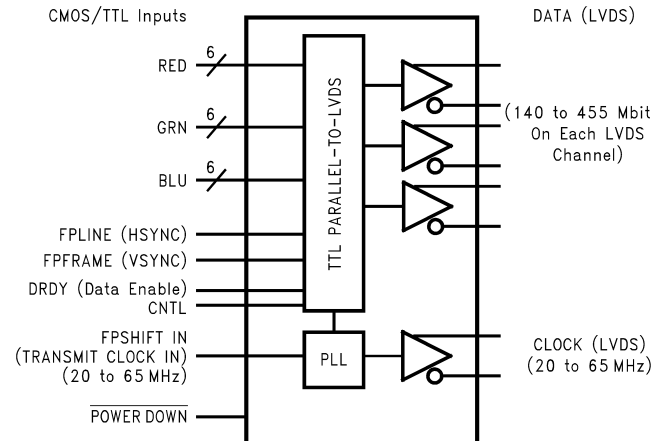 CMOS/TTL Inputs
DATA (LVDS)
RED
6
GRN
6
BLU
6
TTL PARALLEL-TO-LVDS
(140 to 455 Mbit
On Each LVDS
Channel)
FPLINE (HSYNC)
FPFRAME (VSYNC)
DRDY (Data Enable)
CNTL
FPSHIFT IN
(TRANSMIT CLOCK IN)
(20 to 65 MHz)
PLL
CLOCK (LVDS)
(20 to 65 MHz)
POWER DOWN